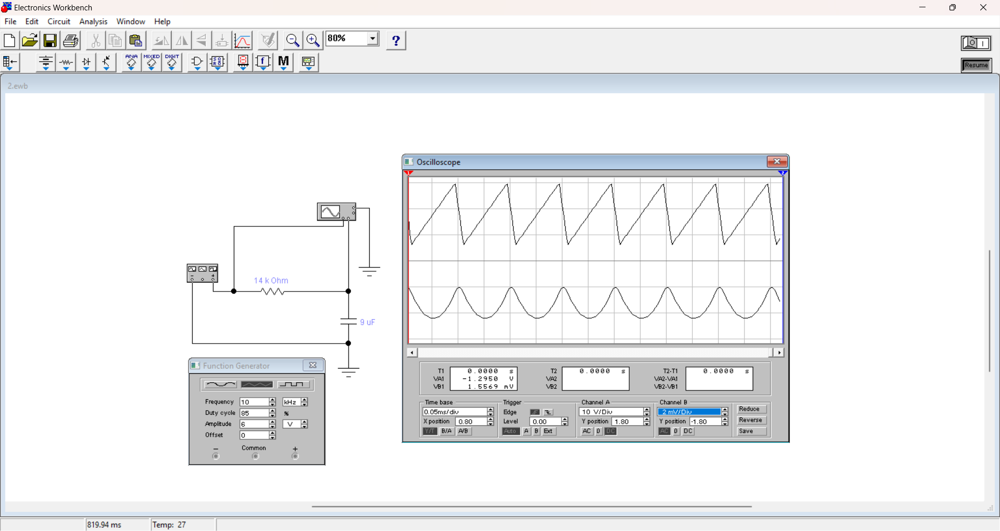 Electronics Workbench
File Edit Circuit Analysis Window Help
80% ?
ANA MIXED DIGIT
f M
Resume
2.ewb
Oscilloscope
1 2
14 k Ohm
9 uF
Function Generator
Frequency 10 kHz
Duty cycle 85 %
Amplitude 6 V
Offset 0
Common
− +
T1 0.0000 s T2 0.0000 s T2-T1 0.0000 s
VA1 -1.2950 V VA2 VA2-VA1
VB1 1.5569 mV VB2 VB2-VB1
Time base Trigger Channel A Channel B
0.05ms/div Edge 10 V/Div 2 mV/Div Reduce
X position 0.80 Level 0.00 Y position 1.80 Y position -1.80 Reverse
Y/T B/A A/B Auto A B Ext AC 0 DC AC 0 DC Save
819.94 ms Temp: 27